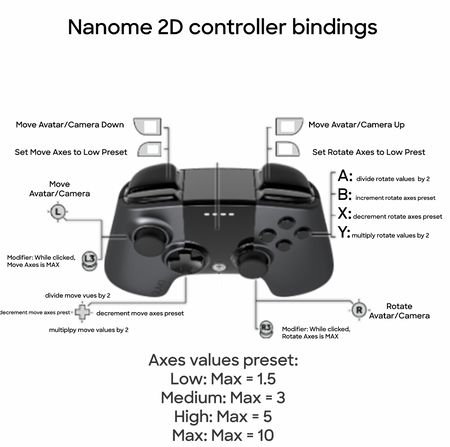 Nanome 2D controller bindings
Move Avatar/Camera Down
Move Avatar/Camera Up
Set Move Axes to Low Preset
Set Rotate Axes to Low Prest
A: divide rotate values by 2
B: increment rotate axes preset
X: decrement rotate axes preset
Y: multiply rotate values by 2
Move
Avatar/Camera
L
L3
Modifier: While clicked,
Move Axes is MAX
divide move vues by 2
decrement move axes prest
decrement move axes preset
multiplpy move values by 2
R
Rotate
Avatar/Camera
R3
Modifier: While clicked,
Rotate Axes is MAX
Axes values preset:
Low: Max = 1.5
Medium: Max = 3
High: Max = 5
Max: Max = 10